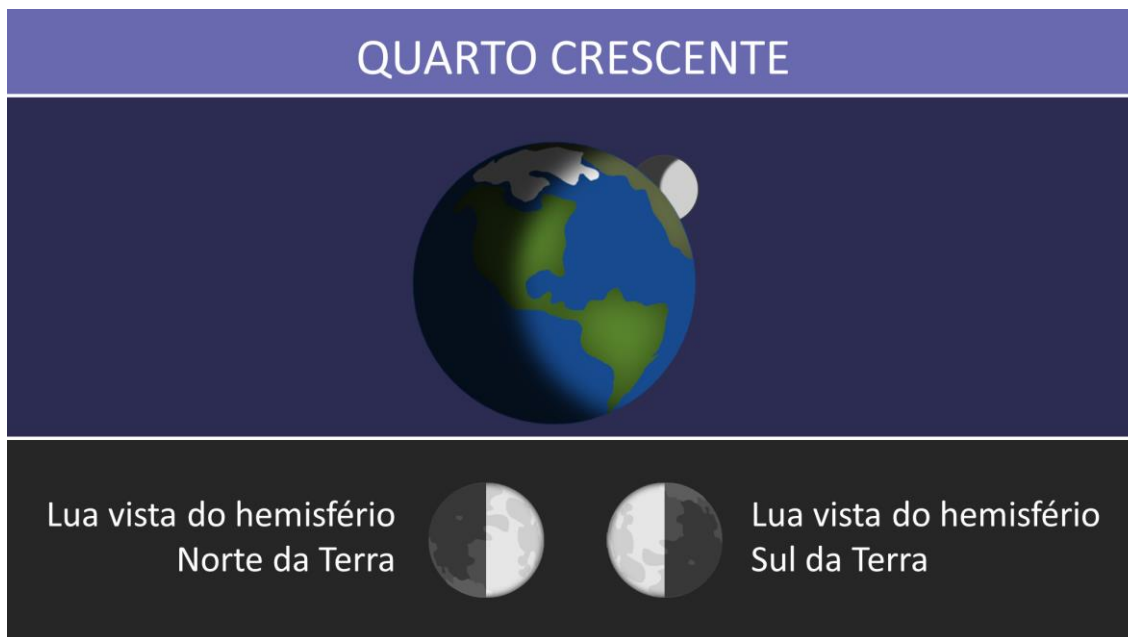 QUARTO CRESCENTE
Lua vista do hemisfério
Norte da Terra
Lua vista do hemisfério
Sul da Terra